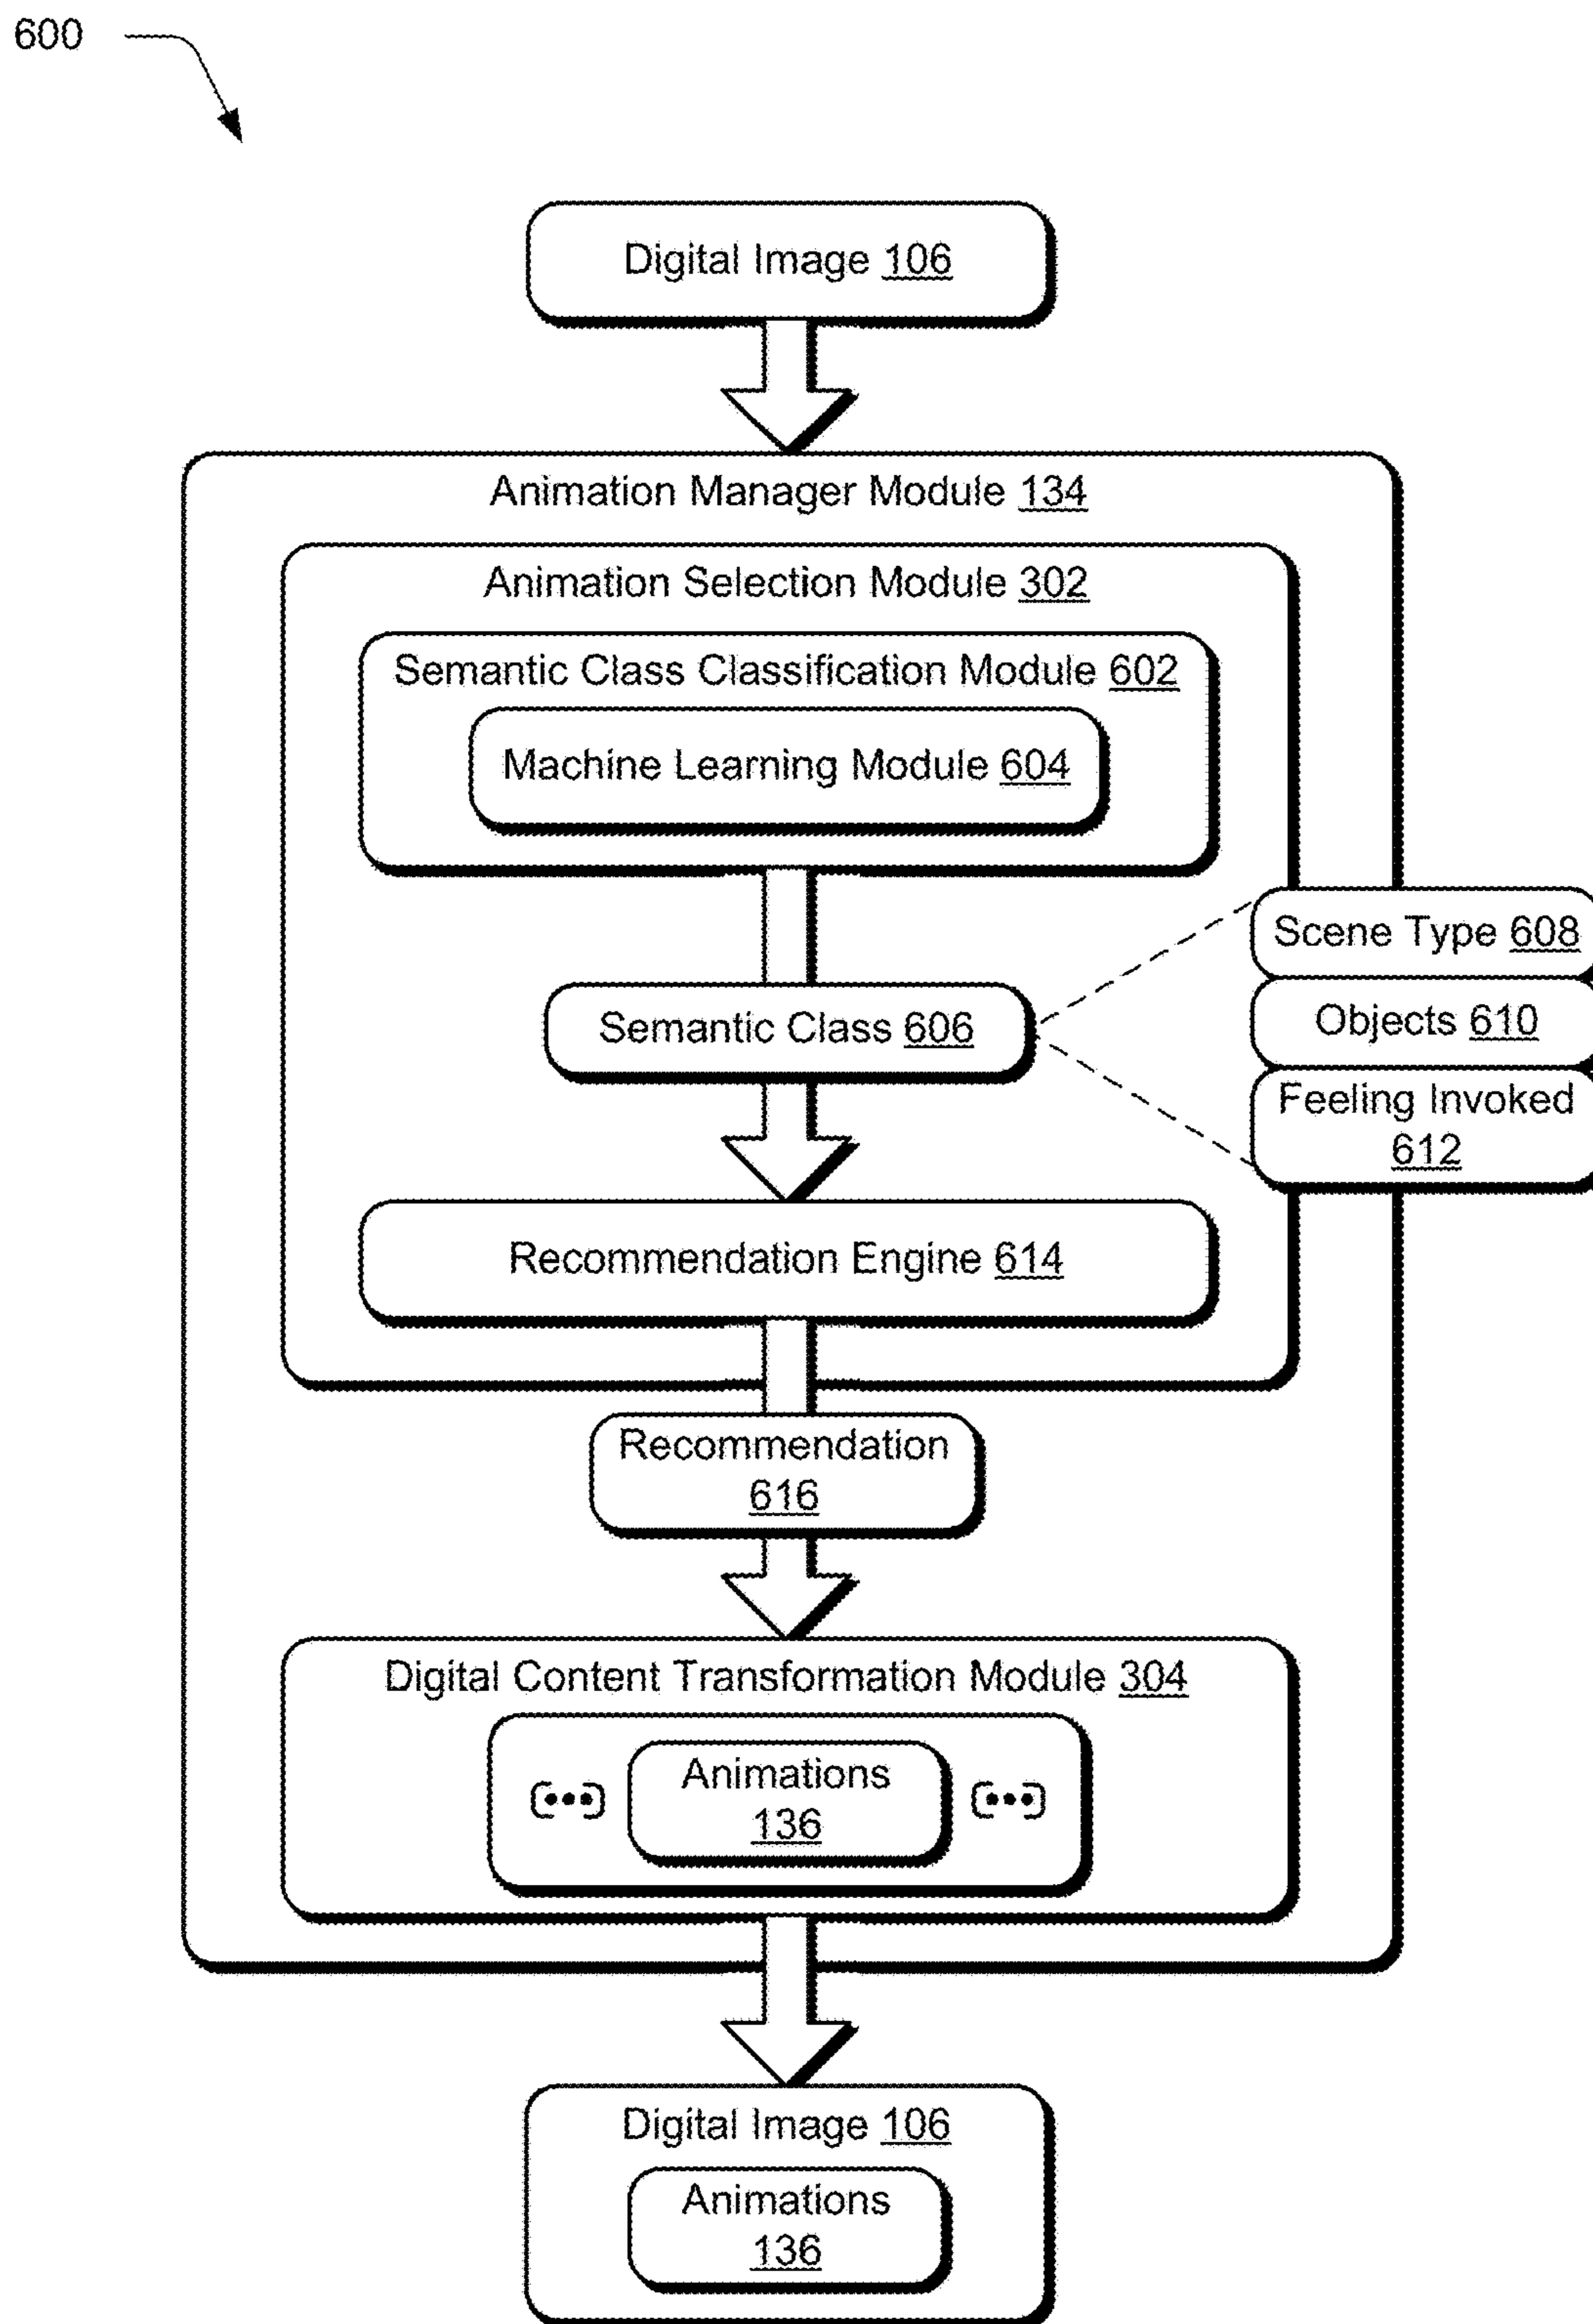 600
Digital Image 106
Animation Manager Module 134
Animation Selection Module 302
Semantic Class Classification Module 602
Machine Learning Module 604
Scene Type 608
Semantic Class 606
Objects 610
Feeling Invoked
612
Recommendation Engine 614
Recommendation
616
Digital Content Transformation Module 304
Animations
136
Digital Image 106
Animations
136